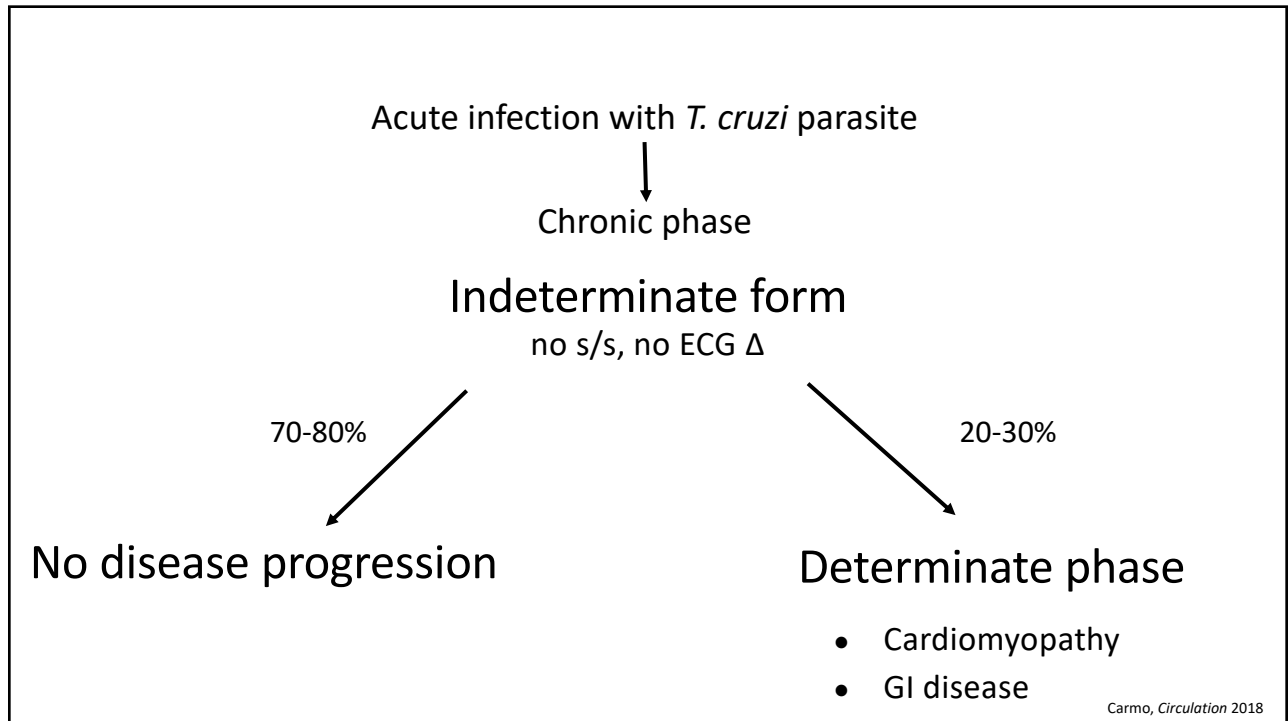 Acute infection with T. cruzi parasite
Chronic phase
Indeterminate form
no s/s, no ECG Δ
70-80%
20-30%
No disease progression
Determinate phase
● Cardiomyopathy
● GI disease
Carmo, Circulation 2018